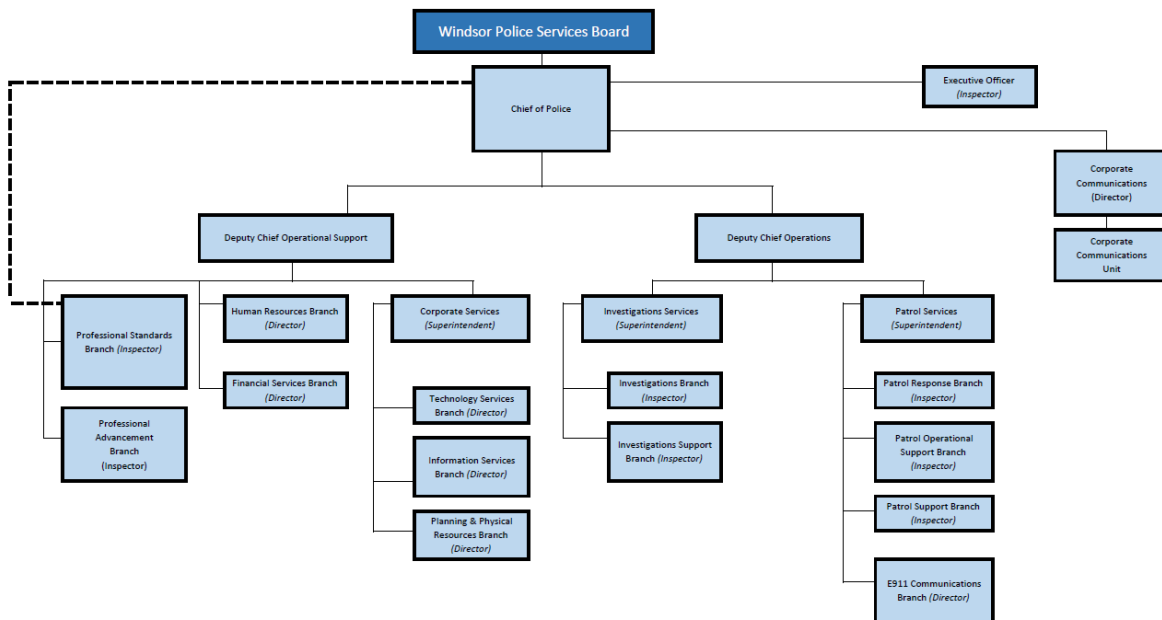 Windsor Police Services Board
Chief of Police
Executive Officer
(Inspector)
Corporate
Communications
(Director)
Corporate
Communications
Unit
Deputy Chief Operational Support
Deputy Chief Operations
Professional Standards
Branch (Inspector)
Professional
Advancement
Branch
(Inspector)
Human Resources Branch
(Director)
Financial Services Branch
(Director)
Corporate Services
(Superintendent)
Technology Services
Branch (Director)
Information Services
Branch (Director)
Planning & Physical
Resources Branch
(Director)
Investigations Services
(Superintendent)
Investigations Branch
(Inspector)
Investigations Support
Branch (Inspector)
Patrol Services
(Superintendent)
Patrol Response Branch
(Inspector)
Patrol Operational
Support Branch
(Inspector)
Patrol Support Branch
(Inspector)
E911 Communications
Branch (Director)